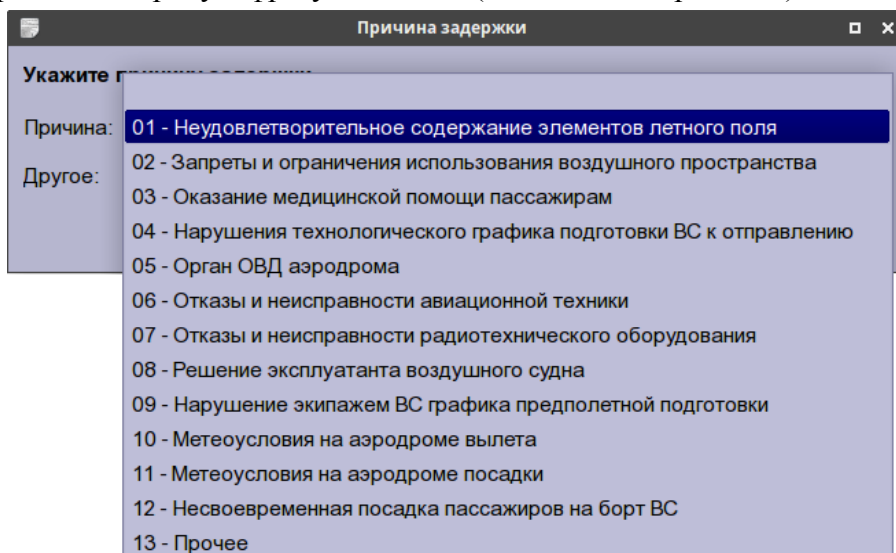 Причина задержки
Укажите
Причина:
01 - Неудовлетворительное содержание элементов летного поля
02 - Запреты и ограничения использования воздушного пространства
Другое:
03 - Оказание медицинской помощи пассажирам
04 - Нарушения технологического графика подготовки ВС к отправлению
05 - Орган ОВД аэродрома
06 - Отказы и неисправности авиационной техники
07 - Отказы и неисправности радиотехнического оборудования
08 - Решение эксплуатанта воздушного судна
09 - Нарушение экипажем ВС графика предполетной подготовки
10 - Метеоусловия на аэродроме вылета
11 - Метеоусловия на аэродроме посадки
12 - Несвоевременная посадка пассажиров на борт ВС
13 - Прочее